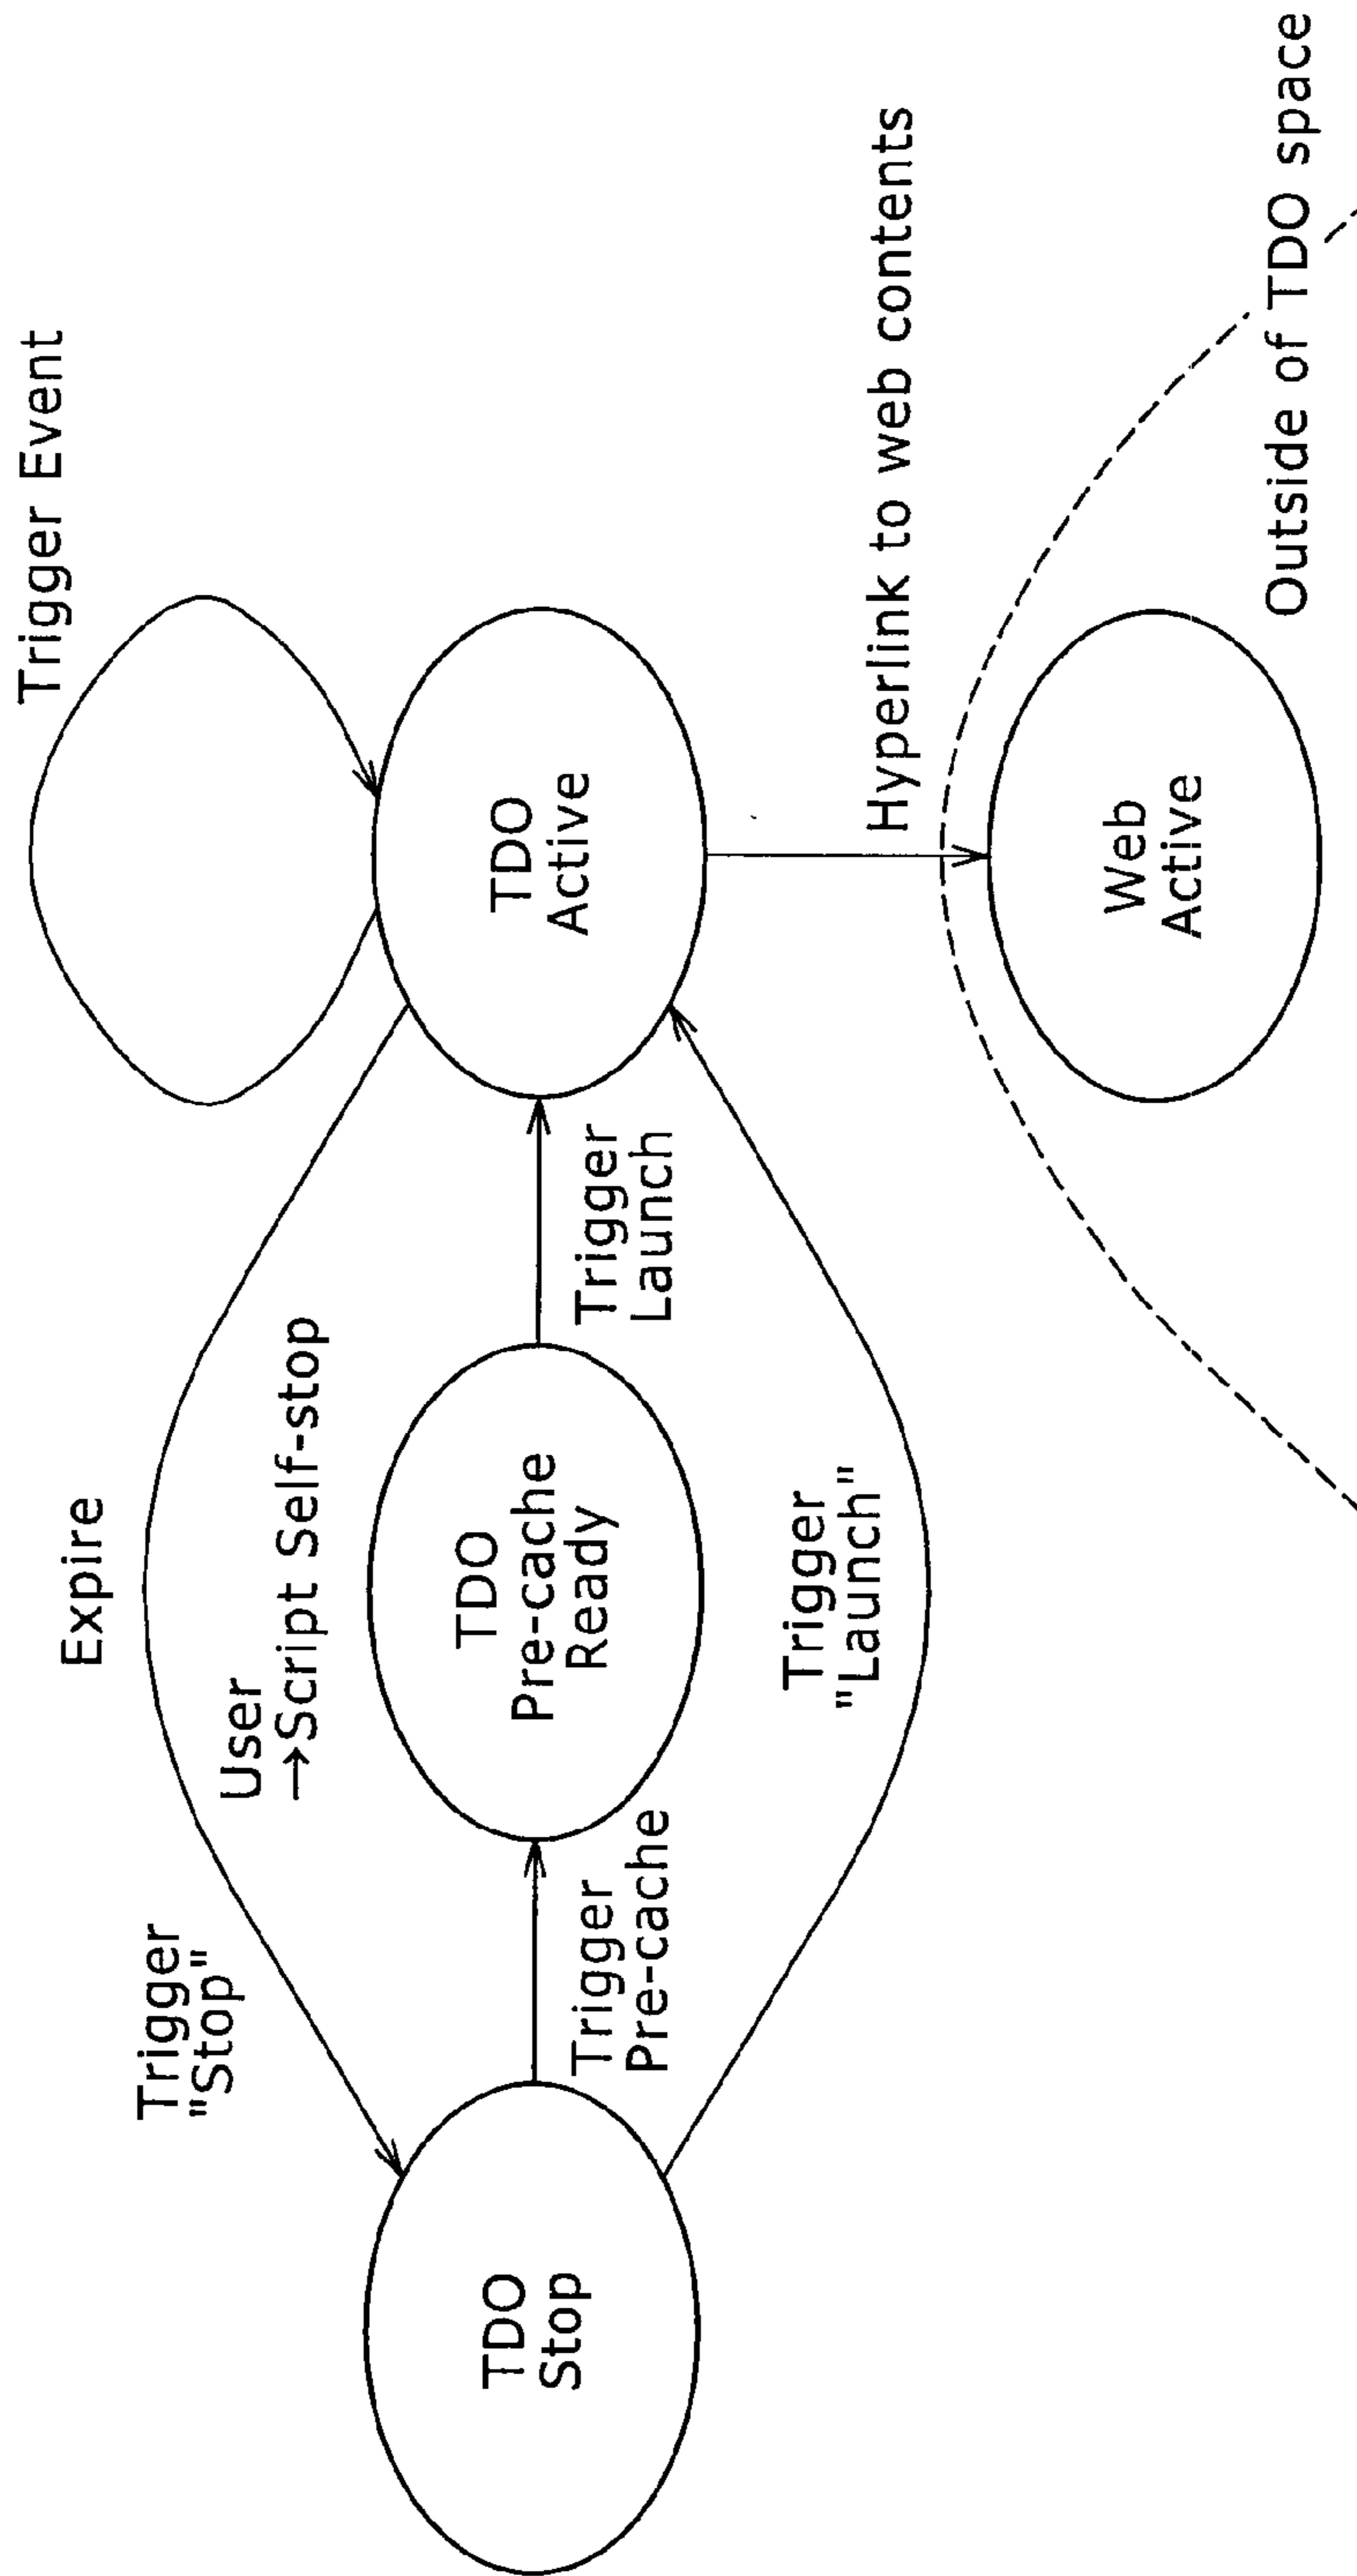 Trigger Event
Expire
Trigger
"Stop"
User
→Script Self-stop
TDO
Stop
Trigger
Pre-cache
TDO
Pre-cache
Ready
Trigger
Launch
TDO
Active
Trigger
"Launch"
Hyperlink to web contents
Web
Active
Outside of TDO space